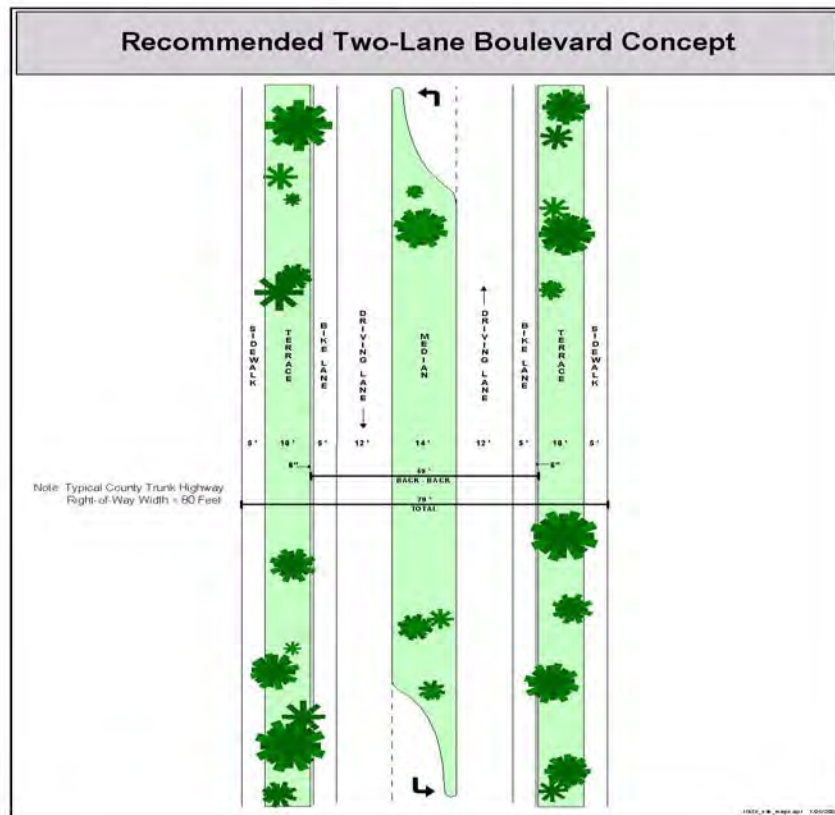 Recommended Two-Lane Boulevard Concept
SIDEWALK
TERRACE
BIKE LANE
DRIVING LANE
MEDIAN
DRIVING LANE
BIKE LANE
TERRACE
SIDEWALK
5' 10' 5' 12' 14' 12' 5' 10' 5'
6" 6"
BACK - BACK
79'
TOTAL
Note: Typical County Trunk Highway
Right-of-Way Width = 80 Feet